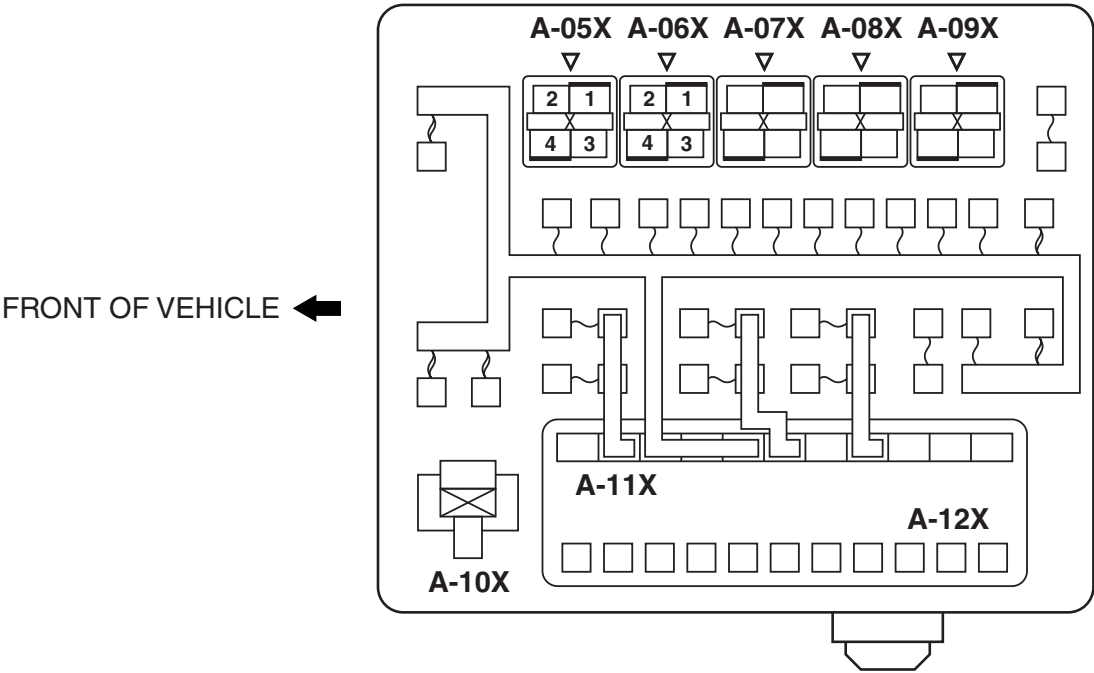 A-05X A-06X A-07X A-08X A-09X
2 1 2 1
4 3 4 3
FRONT OF VEHICLE
A-11X
A-12X
A-10X